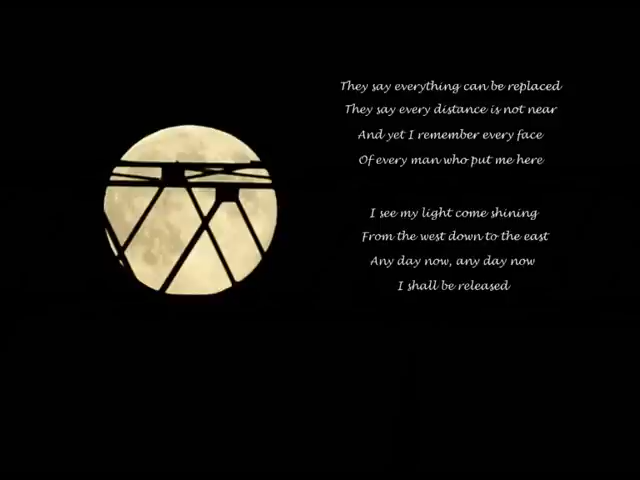 They say everything can be replaced
They say every distance is not near
And yet I remember every face
Of every man who put me here
I see my light come shining
From the west down to the east
Any day now, any day now
I shall be released